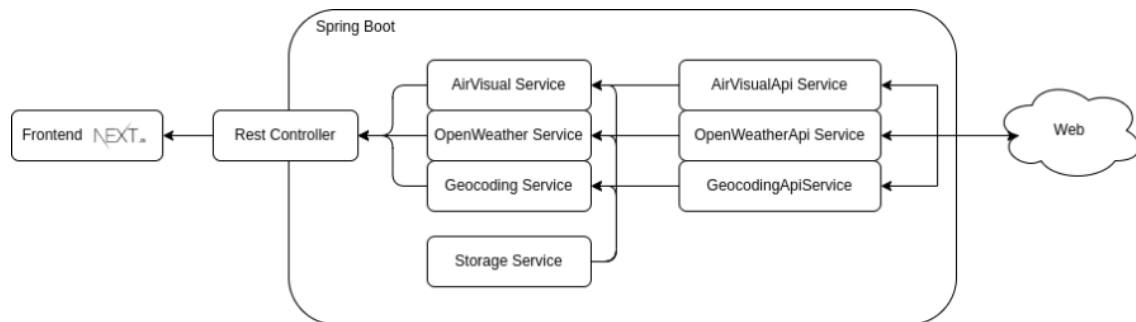 Spring Boot
AirVisual Service
AirVisualApi Service
Frontend NEXT.JS
Rest Controller
OpenWeather Service
OpenWeatherApi Service
Web
Geocoding Service
GeocodingApiService
Storage Service